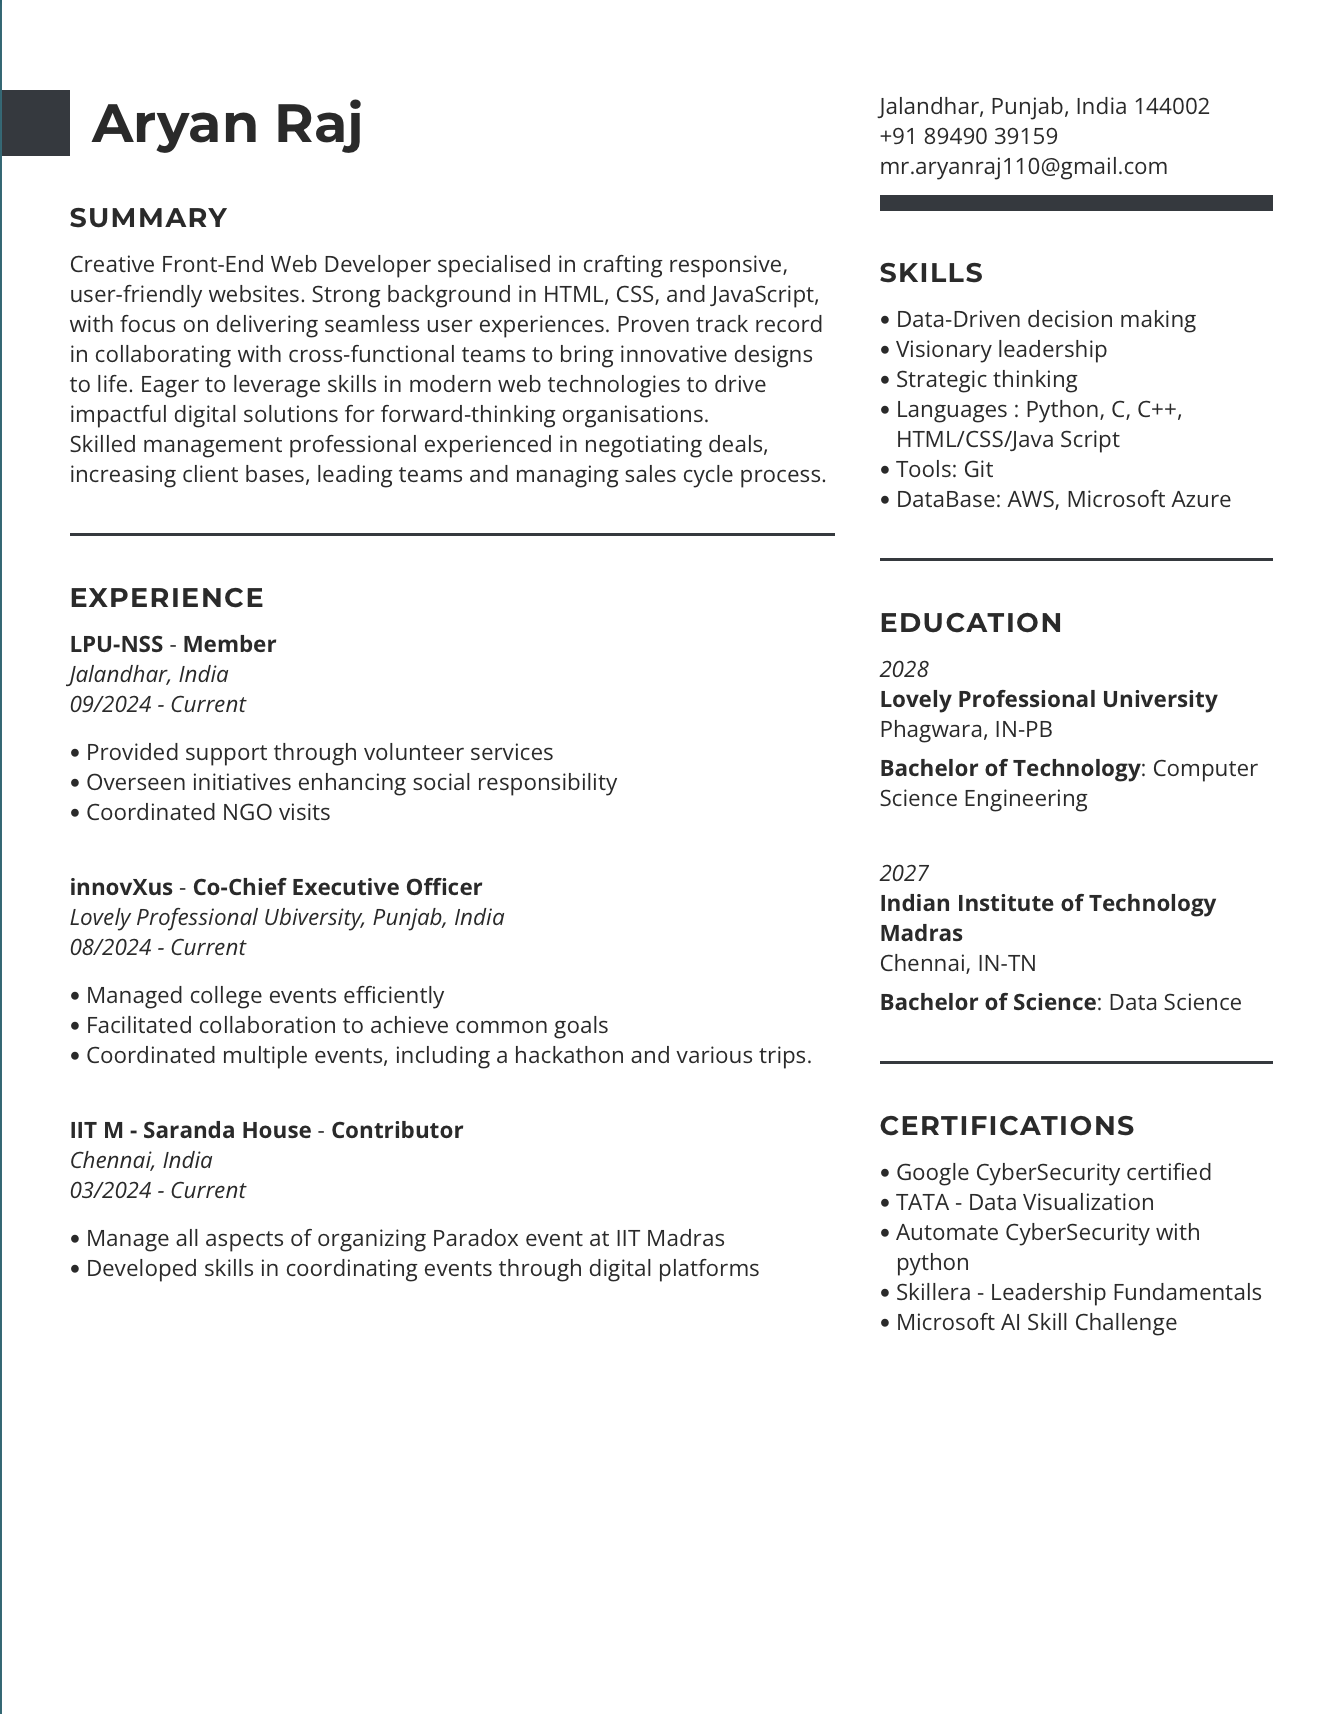 Aryan Raj
SUMMARY
Creative Front-End Web Developer specialised in crafting responsive,
user-friendly websites. Strong background in HTML, CSS, and JavaScript,
with focus on delivering seamless user experiences. Proven track record
in collaborating with cross-functional teams to bring innovative designs
to life. Eager to leverage skills in modern web technologies to drive
impactful digital solutions for forward-thinking organisations.
Skilled management professional experienced in negotiating deals,
increasing client bases, leading teams and managing sales cycle process.
EXPERIENCE
LPU-NSS - Member
Jalandhar, India
09/2024 - Current
• Provided support through volunteer services
• Overseen initiatives enhancing social responsibility
• Coordinated NGO visits
innovXus - Co-Chief Executive Officer
Lovely Professional Ubiversity, Punjab, India
08/2024 - Current
• Managed college events efficiently
• Facilitated collaboration to achieve common goals
• Coordinated multiple events, including a hackathon and various trips.
IIT M - Saranda House - Contributor
Chennai, India
03/2024 - Current
• Manage all aspects of organizing Paradox event at IIT Madras
• Developed skills in coordinating events through digital platforms
Jalandhar, Punjab, India 144002
+91 89490 39159
mr.aryanraj110@gmail.com
SKILLS
• Data-Driven decision making
• Visionary leadership
• Strategic thinking
• Languages : Python, C, C++,
HTML/CSS/Java Script
• Tools: Git
• DataBase: AWS, Microsoft Azure
EDUCATION
2028
Lovely Professional University
Phagwara, IN-PB
Bachelor of Technology: Computer
Science Engineering
2027
Indian Institute of Technology
Madras
Chennai, IN-TN
Bachelor of Science: Data Science
CERTIFICATIONS
• Google CyberSecurity certified
• TATA - Data Visualization
• Automate CyberSecurity with
python
• Skillera - Leadership Fundamentals
• Microsoft AI Skill Challenge